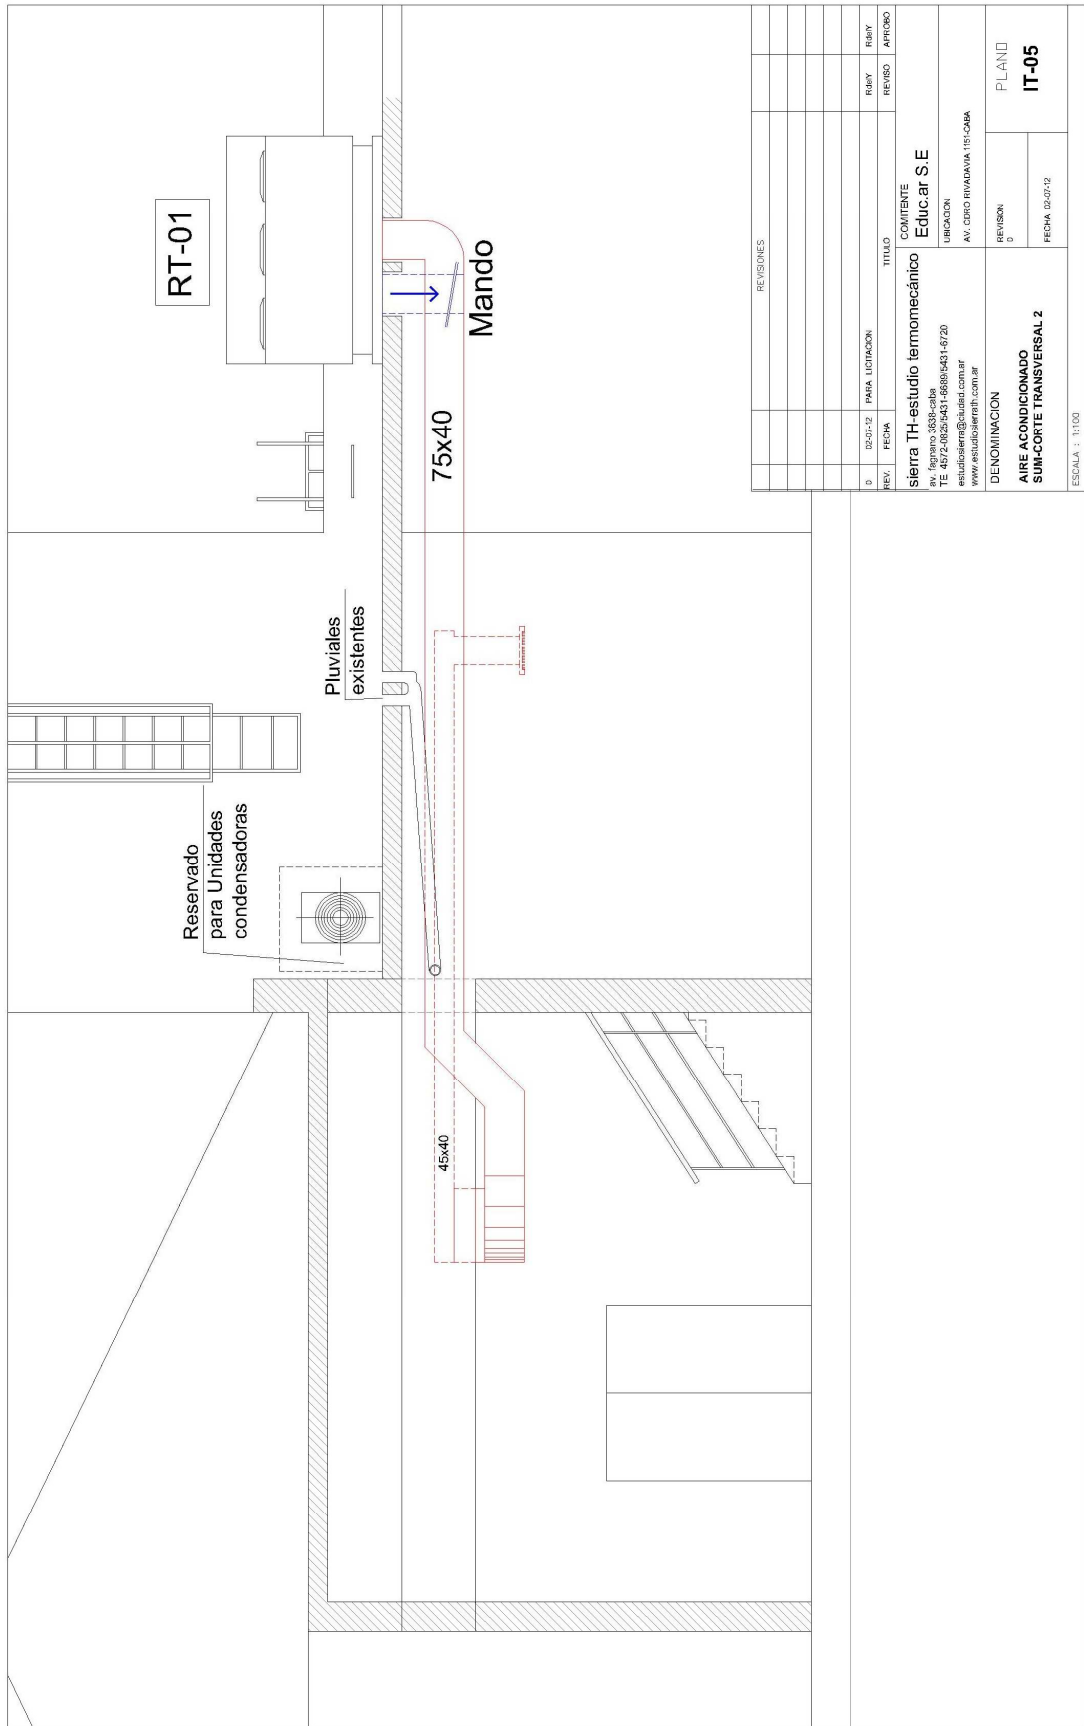 RT-01
Mando
75x40
Pluviales
existentes
Reservado
para Unidades
condensadoras
45x40
REVISIONES
0 02-07-12 PARA LICITACION RdelY RdelY
REV. FECHA TITULO REVISO APROBO
sierra TH-estudio termomecánico
av. fagnano 3638-caba
TE 4572-0825/5431-6689/5431-6720
estudiosierra@ciudad.com.ar
www.estudiosierrath.com.ar
COMITENTE
Educ.ar S.E
UBICACION
AV. CDRO RIVADAVIA 1151-CABA
DENOMINACION
AIRE ACONDICIONADO
SUM-CORTE TRANSVERSAL 2
REVISION
0
FECHA 02-07-12
PLANO
IT-05
ESCALA : 1:100